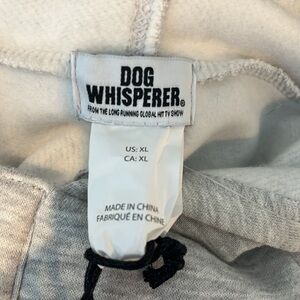 DOG
WHISPERER®
FROM THE LONG RUNNING GLOBAL HIT TV SHOW
US: XL
CA: XL
MADE IN CHINA
FABRIQUÉ EN CHINE